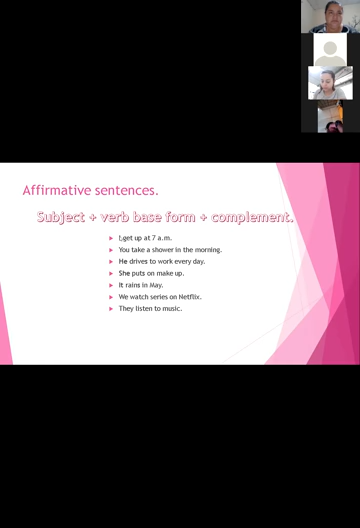 Affirmative sentences.
Subject + verb base form + complement.
I get up at 7 a.m.
You take a shower in the morning.
He drives to work every day.
She puts on make up.
It rains in May.
We watch series on Netflix.
They listen to music.